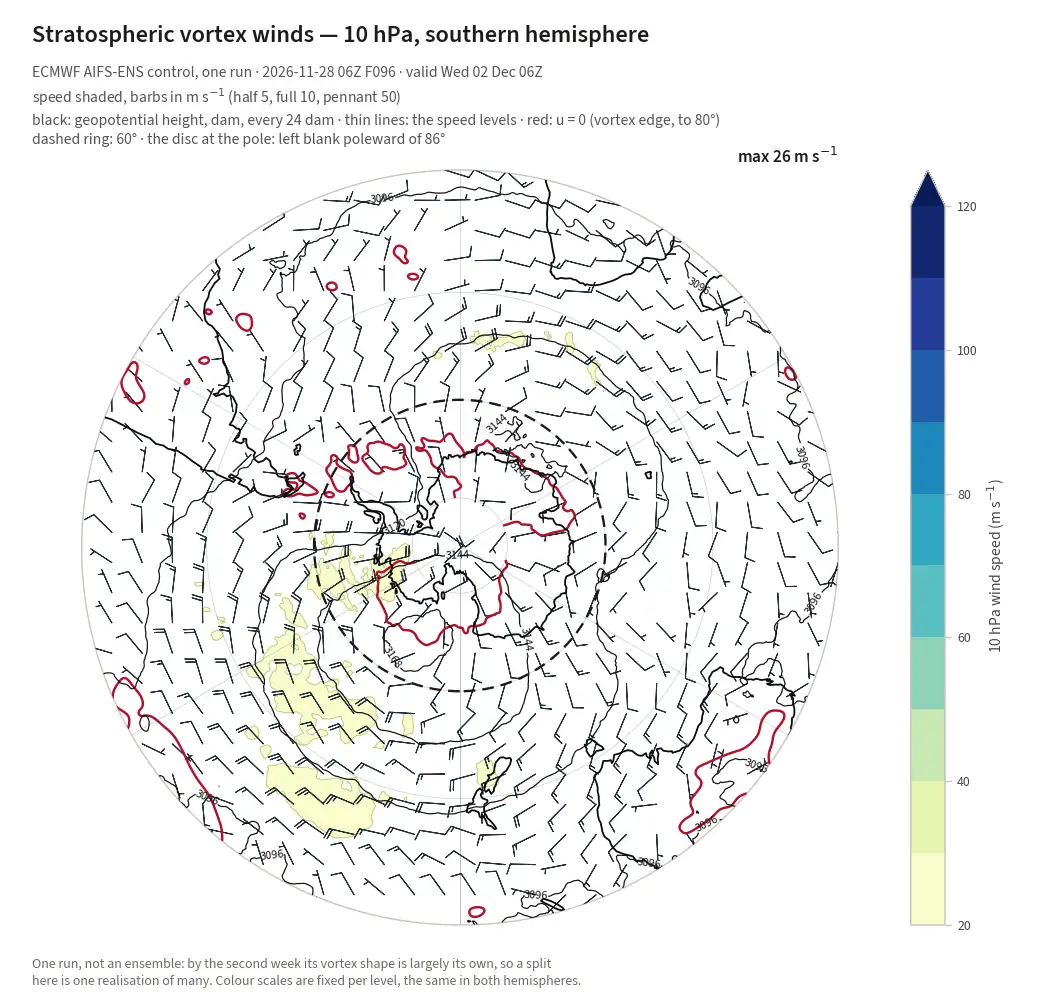 Stratospheric vortex winds — 10 hPa, southern hemisphere
ECMWF AIFS-ENS control, one run · 2026-11-28 06Z F096 · valid Wed 02 Dec 06Z
speed shaded, barbs in m s⁻¹ (half 5, full 10, pennant 50)
black: geopotential height, dam, every 24 dam · thin lines: the speed levels · red: u = 0 (vortex edge, to 80°)
dashed ring: 60° · the disc at the pole: left blank poleward of 86°
max 26 m s⁻¹
3096
3096
3144
3096
3144
3120
3144
3096
3144
3168
3096
3096
3096
3096
3096
3096
120
100
80
60
40
20
10 hPa wind speed (m s⁻¹)
One run, not an ensemble: by the second week its vortex shape is largely its own, so a split
here is one realisation of many. Colour scales are fixed per level, the same in both hemispheres.